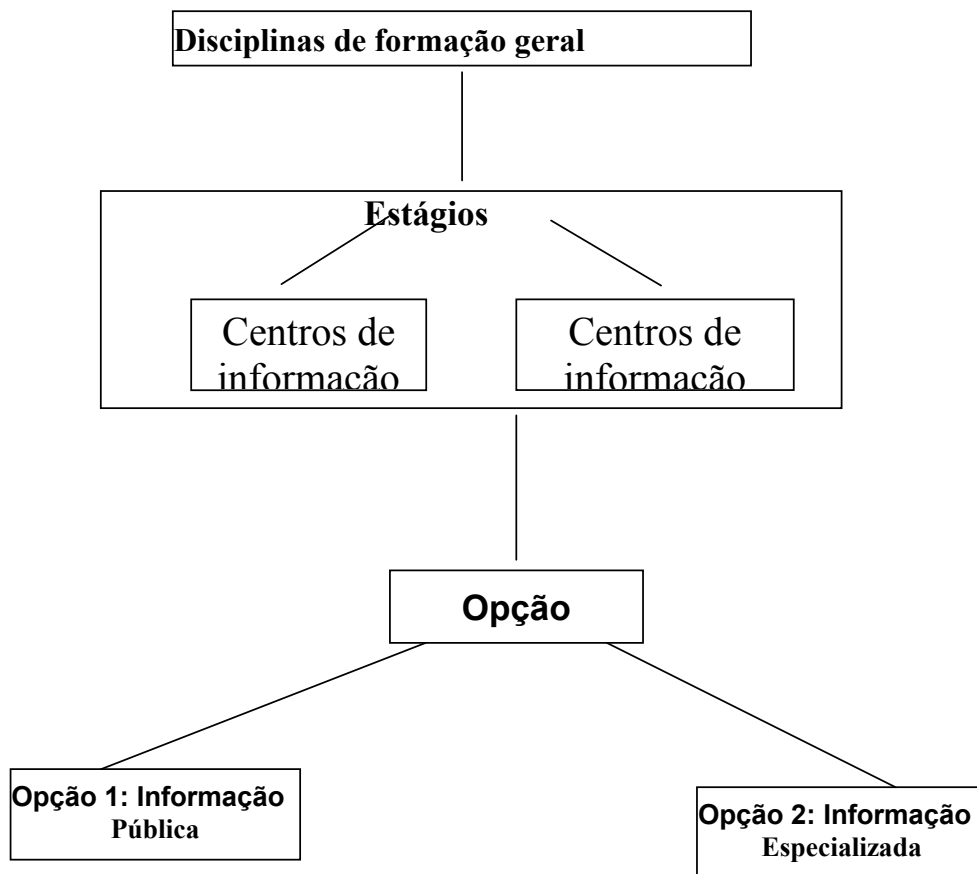 Disciplinas de formação geral
Estágios
Centros de
informação
Centros de
informação
Opção
Opção 1: Informação
Pública
Opção 2: Informação
Especializada